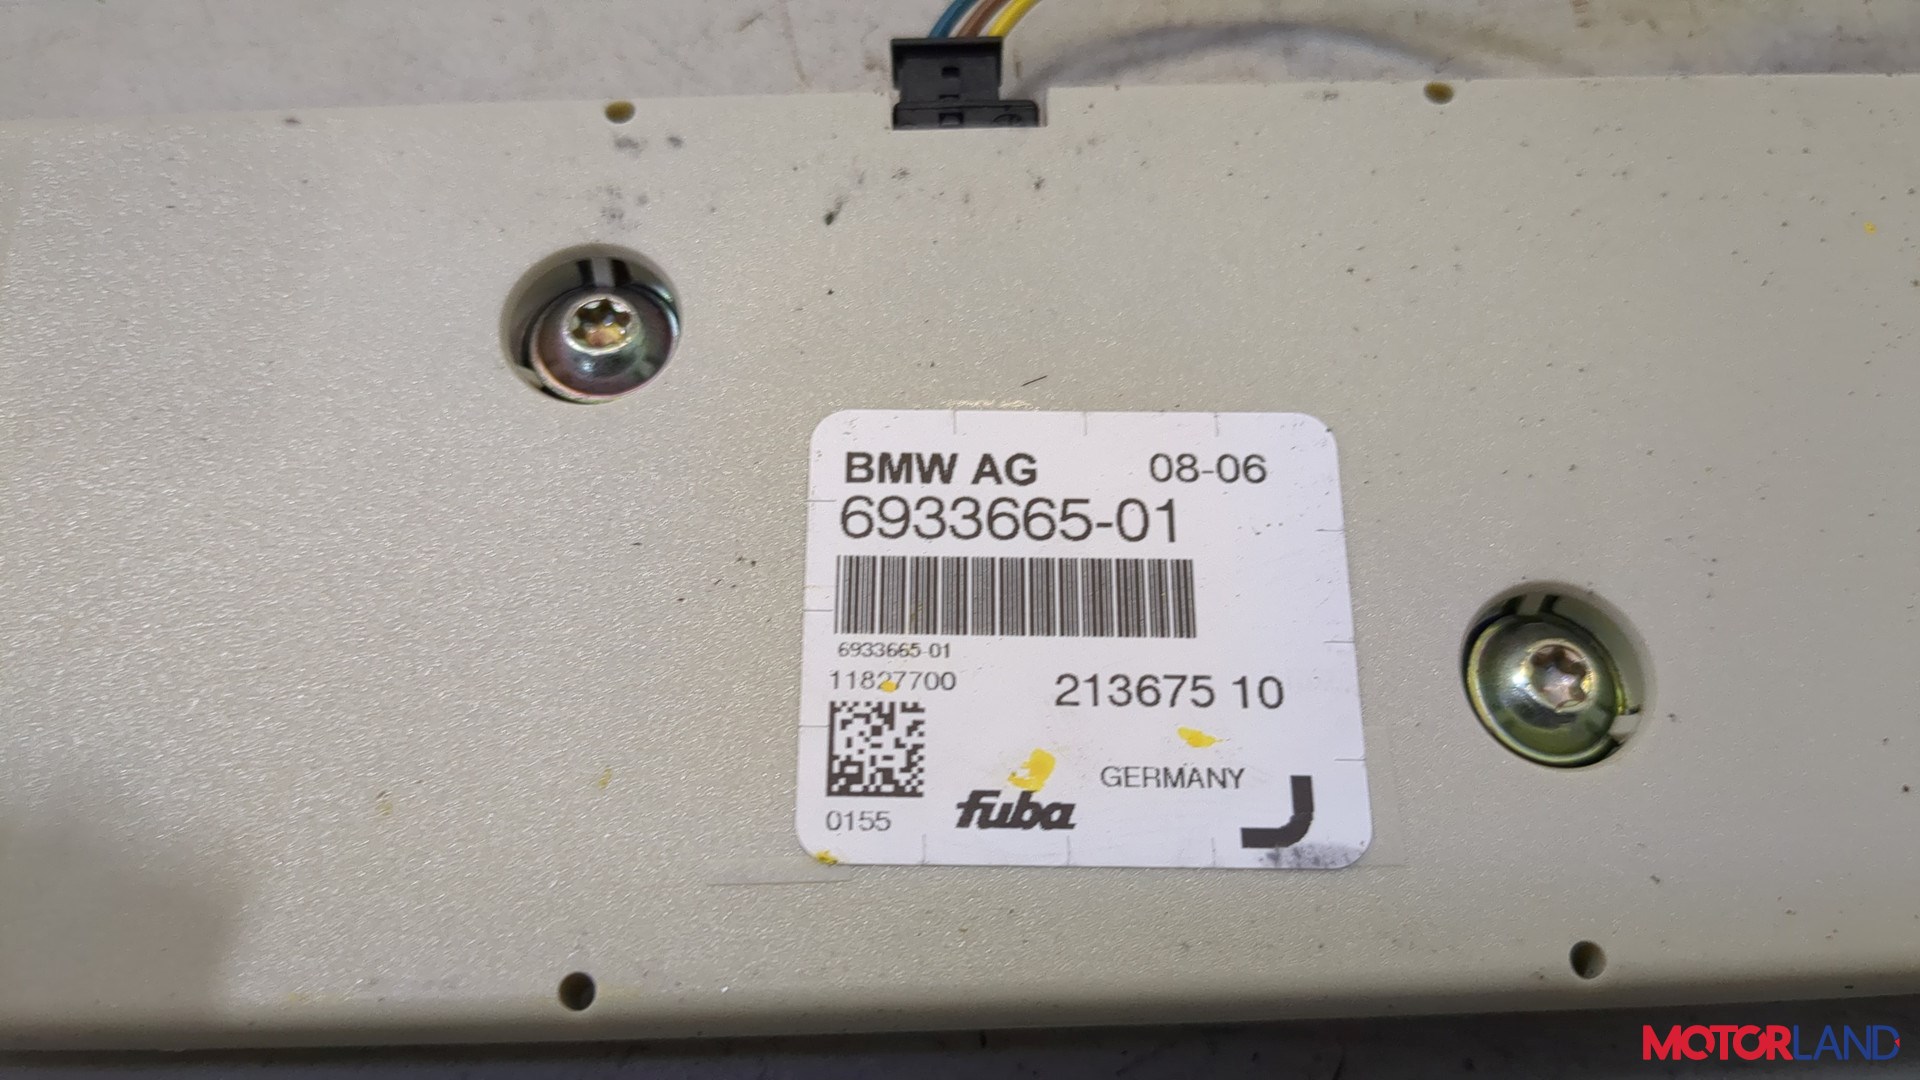 BMW AG 08-06
6933665-01
6933665-01
11827700
213675 10
GERMANY
fuba
0155
J
MOTORLAND